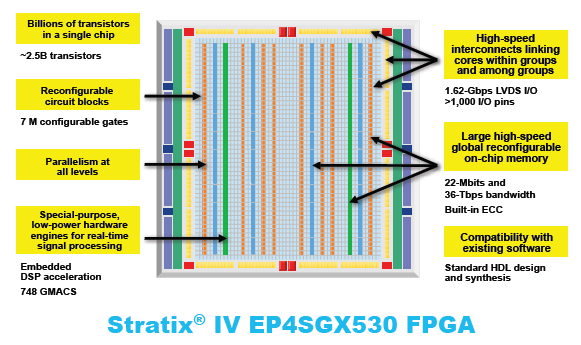 Billions of transistors
in a single chip
~2.5B transistors
Reconfigurable
circuit blocks
7 M configurable gates
Parallelism at
all levels
Special-purpose,
low-power hardware
engines for real-time
signal processing
Embedded
DSP acceleration
748 GMACS
High-speed
interconnects linking
cores within groups
and among groups
1.62-Gbps LVDS I/O
>1,000 I/O pins
Large high-speed
global reconfigurable
on-chip memory
22-Mbits and
36-Tbps bandwidth
Built-in ECC
Compatibility with
existing software
Standard HDL design
and synthesis
Stratix® IV EP4SGX530 FPGA